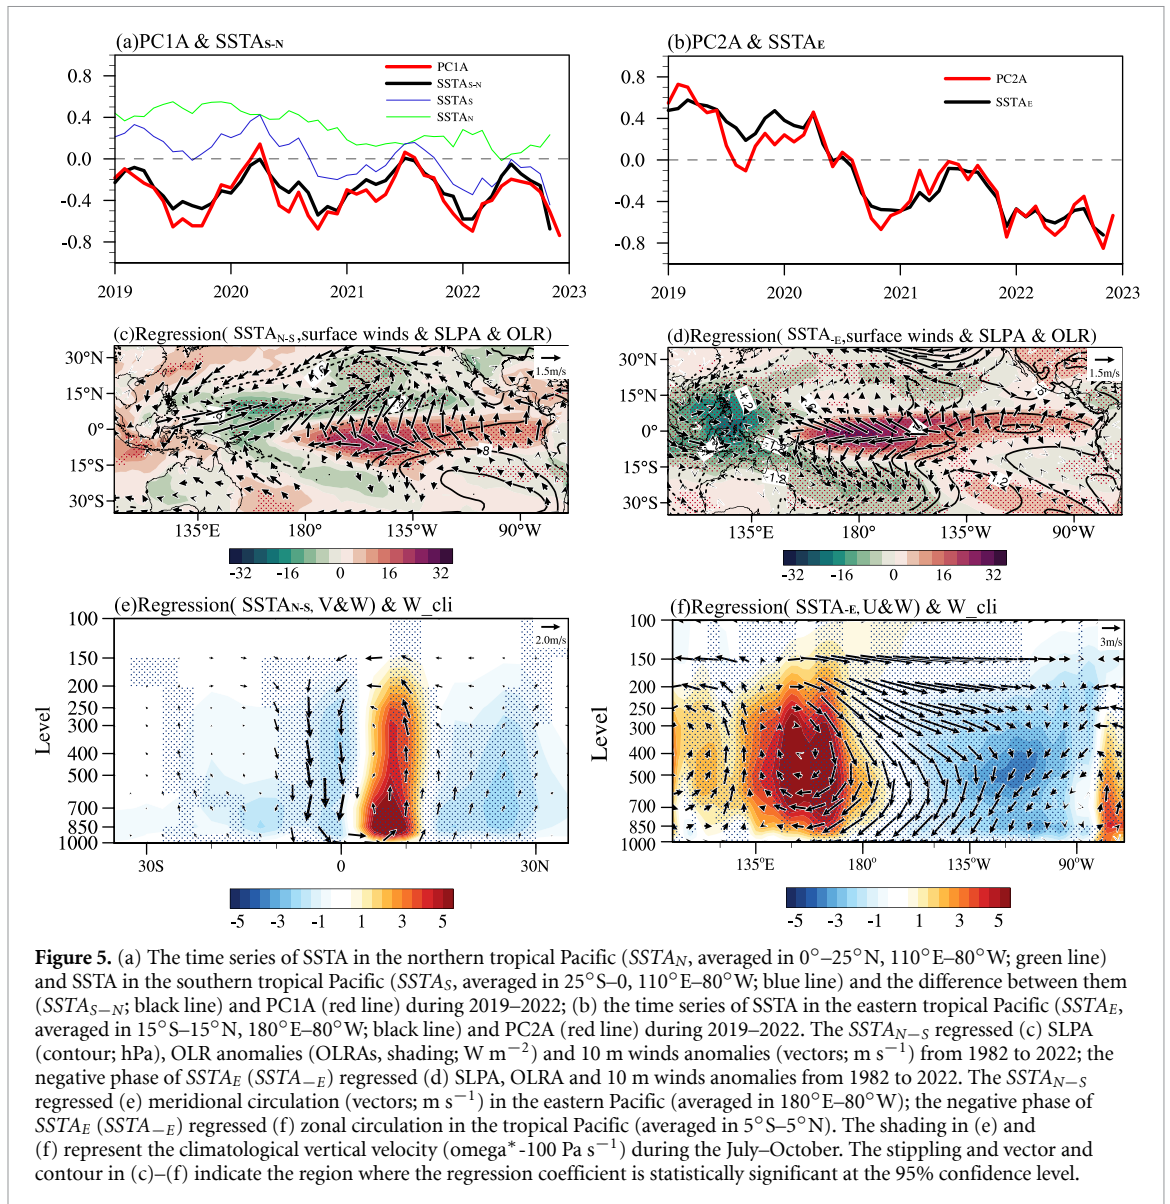 (a)PC1A & SSTAS-N
PC1A
SSTAS-N
SSTAS
SSTAN
0.8
0.4
0.0
-0.4
-0.8
2019 2020 2021 2022 2023
(b)PC2A & SSTAE
PC2A
SSTAE
0.8
0.4
0.0
-0.4
-0.8
2019 2020 2021 2022 2023
(c)Regression( SSTAN-S,surface winds & SLPA & OLR)
1.5m/s
30°N
15°N
0°
15°S
30°S
8
135°E 180° 135°W 90°W
-32 -16 0 16 32
(d)Regression( SSTA-E,surface winds & SLPA & OLR)
1.5m/s
30°N
15°N
0°
15°S
30°S
-1.2
135°E 180° 135°W 90°W
-32 -16 0 16 32
(e)Regression( SSTAN-S, V&W) & W_cli
2.0m/s
Level
100
150
200
250
300
400
500
700
850
1000
30S 0 30N
-5 -3 -1 1 3 5
(f)Regression( SSTA-E, U&W) & W_cli
3m/s
Level
100
150
200
250
300
400
500
700
850
1000
135°E 180° 135°W 90°W
-5 -3 -1 1 3 5
Figure 5. (a) The time series of SSTA in the northern tropical Pacific (SSTAN, averaged in 0°–25°N, 110°E–80°W; green line)
and SSTA in the southern tropical Pacific (SSTAS, averaged in 25°S–0, 110°E–80°W; blue line) and the difference between them
(SSTAS−N; black line) and PC1A (red line) during 2019–2022; (b) the time series of SSTA in the eastern tropical Pacific (SSTAE,
averaged in 15°S–15°N, 180°E–80°W; black line) and PC2A (red line) during 2019–2022. The SSTAN−S regressed (c) SLPA
(contour; hPa), OLR anomalies (OLRAs, shading; W m−2) and 10 m winds anomalies (vectors; m s−1) from 1982 to 2022; the
negative phase of SSTAE (SSTA−E) regressed (d) SLPA, OLRA and 10 m winds anomalies from 1982 to 2022. The SSTAN−S
regressed (e) meridional circulation (vectors; m s−1) in the eastern Pacific (averaged in 180°E–80°W); the negative phase of
SSTAE (SSTA−E) regressed (f) zonal circulation in the tropical Pacific (averaged in 5°S–5°N). The shading in (e) and
(f) represent the climatological vertical velocity (omega*-100 Pa s−1) during the July–October. The stippling and vector and
contour in (c)–(f) indicate the region where the regression coefficient is statistically significant at the 95% confidence level.